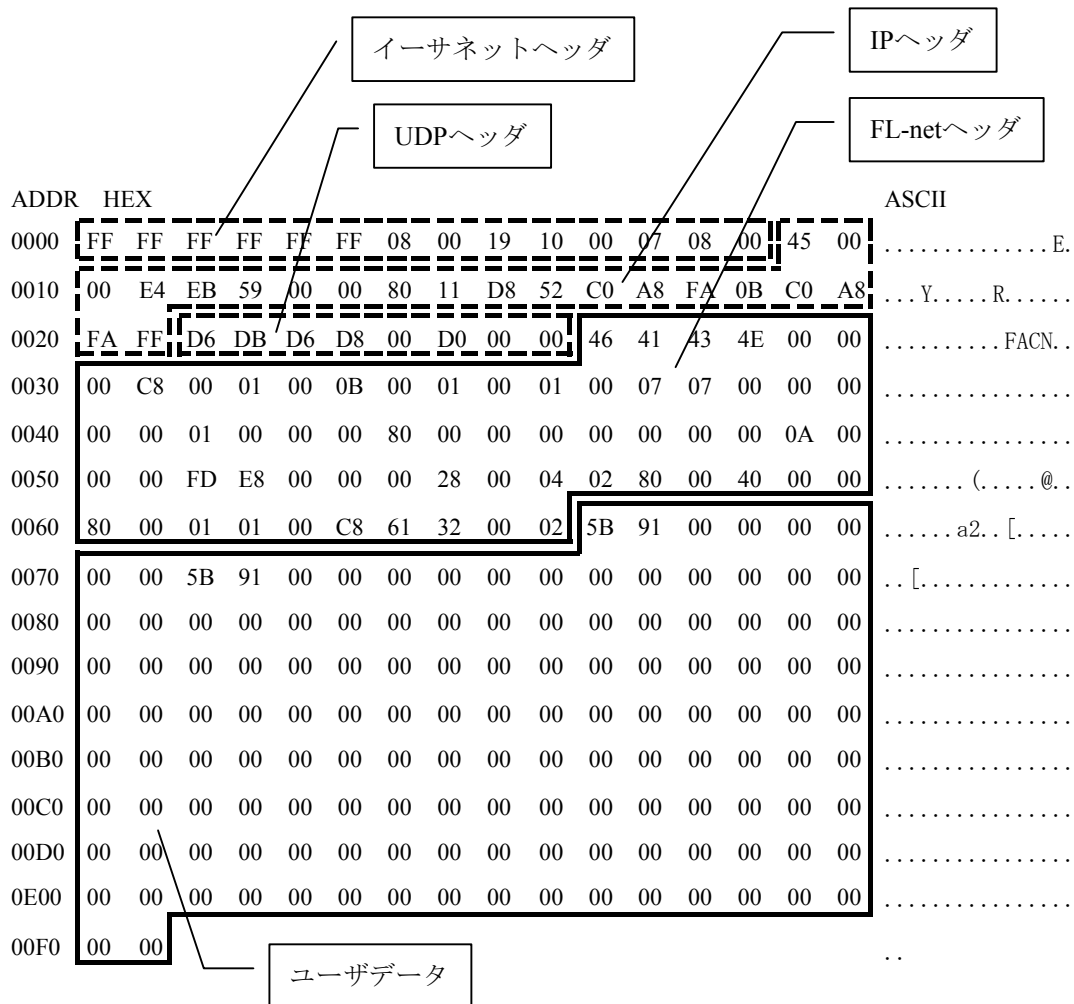 イーサネットヘッダ
IPヘッダ
UDPヘッダ
FL-netヘッダ
ADDR HEX ASCII
0000 FF FF FF FF FF FF 08 00 19 10 00 07 08 00 45 00 ..............E.
0010 00 E4 EB 59 00 00 80 11 D8 52 C0 A8 FA 0B C0 A8 ...Y.....R......
0020 FA FF D6 DB D6 D8 00 D0 00 00 46 41 43 4E 00 00 ..........FACN..
0030 00 C8 00 01 00 0B 00 01 00 01 00 07 07 00 00 00 ................
0040 00 00 01 00 00 00 80 00 00 00 00 00 00 00 0A 00 ................
0050 00 00 FD E8 00 00 00 28 00 04 02 80 00 40 00 00 .......(.....@..
0060 80 00 01 01 00 C8 61 32 00 02 5B 91 00 00 00 00 ......a2..[.....
0070 00 00 5B 91 00 00 00 00 00 00 00 00 00 00 00 00 ..[.............
0080 00 00 00 00 00 00 00 00 00 00 00 00 00 00 00 00 ................
0090 00 00 00 00 00 00 00 00 00 00 00 00 00 00 00 00 ................
00A0 00 00 00 00 00 00 00 00 00 00 00 00 00 00 00 00 ................
00B0 00 00 00 00 00 00 00 00 00 00 00 00 00 00 00 00 ................
00C0 00 00 00 00 00 00 00 00 00 00 00 00 00 00 00 00 ................
00D0 00 00 00 00 00 00 00 00 00 00 00 00 00 00 00 00 ................
0E00 00 00 00 00 00 00 00 00 00 00 00 00 00 00 00 00 ................
00F0 00 00 ..
ユーザデータ